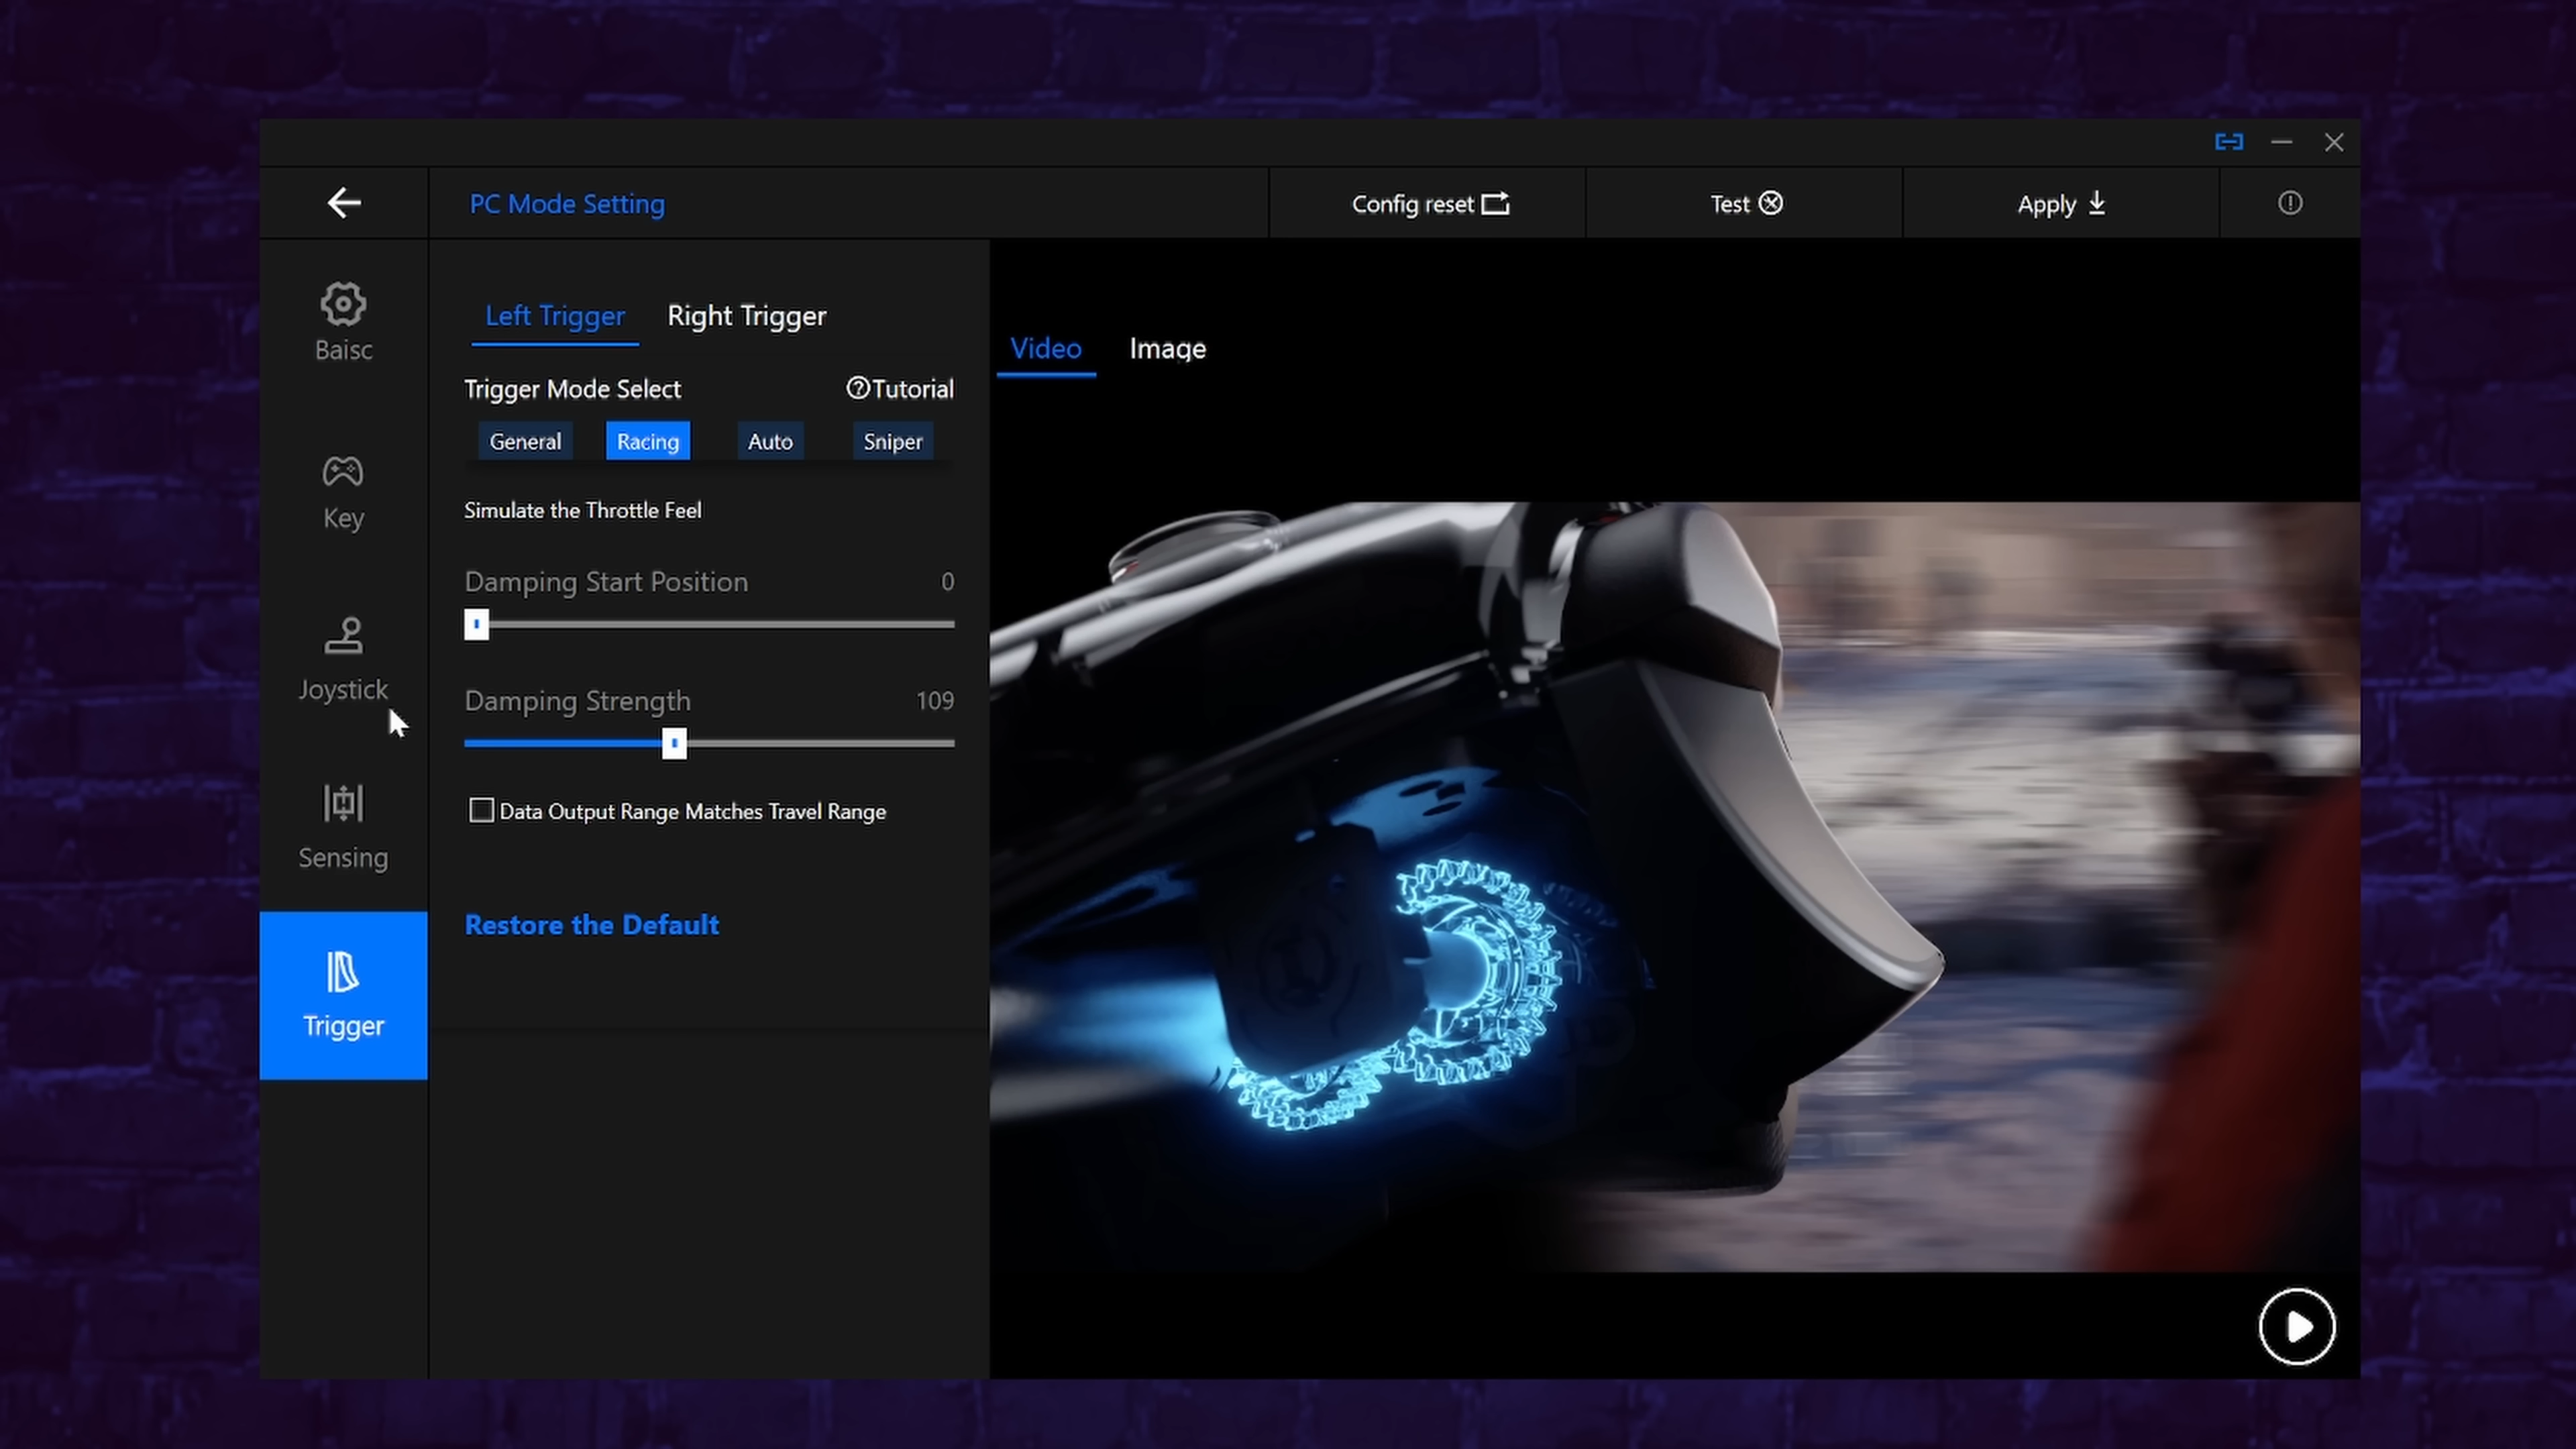 PC Mode Setting
Config reset
Test
Apply
Baisc
Key
Joystick
Sensing
Trigger
Left Trigger
Right Trigger
Trigger Mode Select
Tutorial
General
Racing
Auto
Sniper
Simulate the Throttle Feel
Damping Start Position
0
Damping Strength
109
Data Output Range Matches Travel Range
Restore the Default
Video
Image